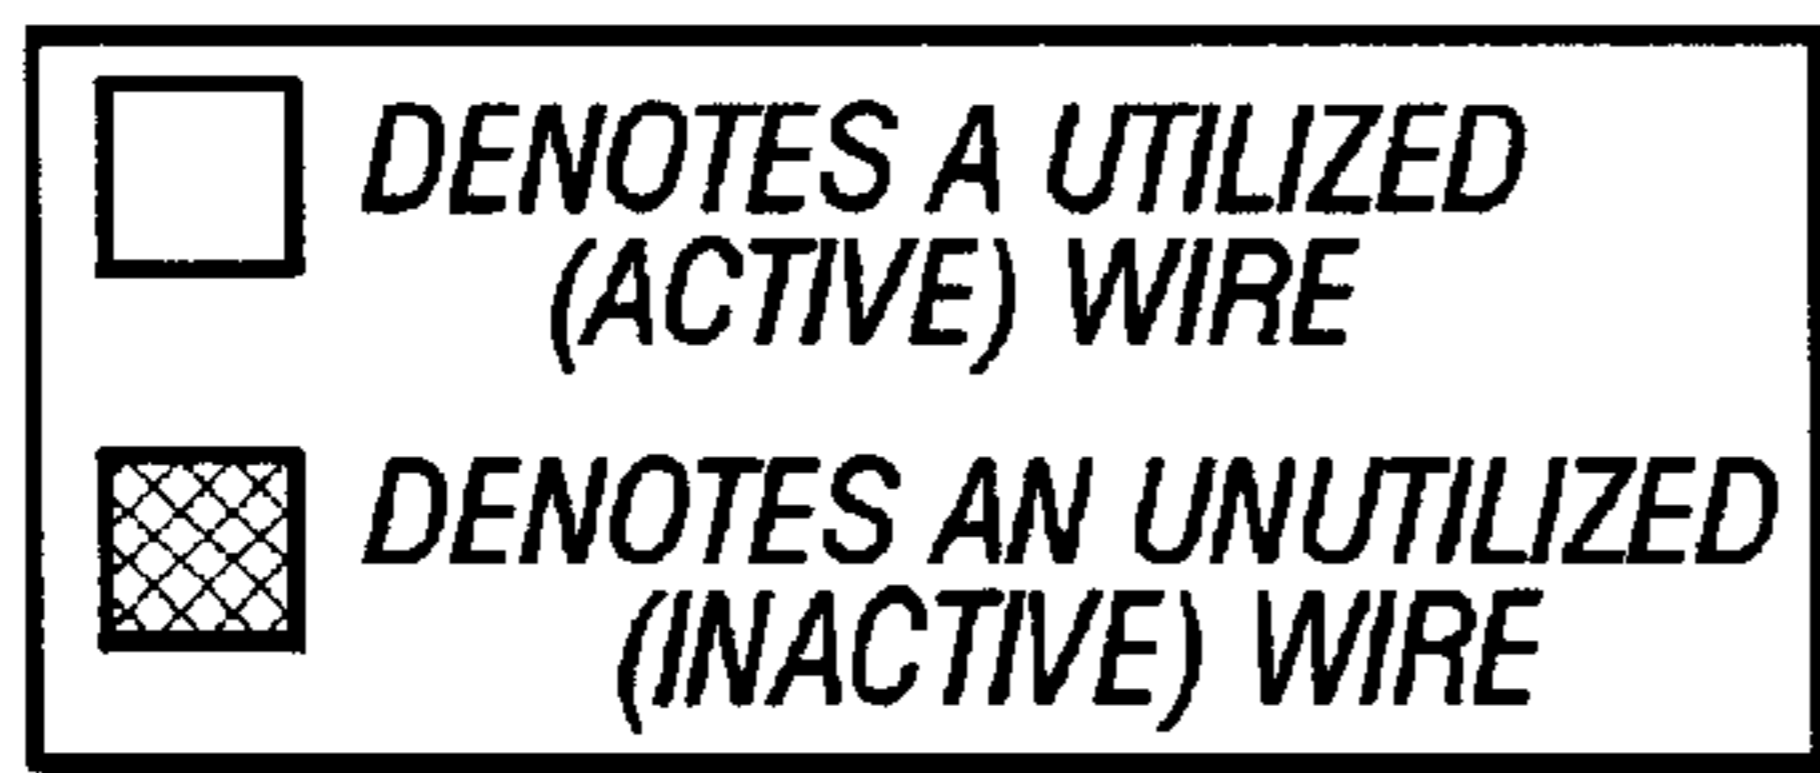 DENOTES A UTILIZED
(ACTIVE) WIRE
DENOTES AN UNUTILIZED
(INACTIVE) WIRE